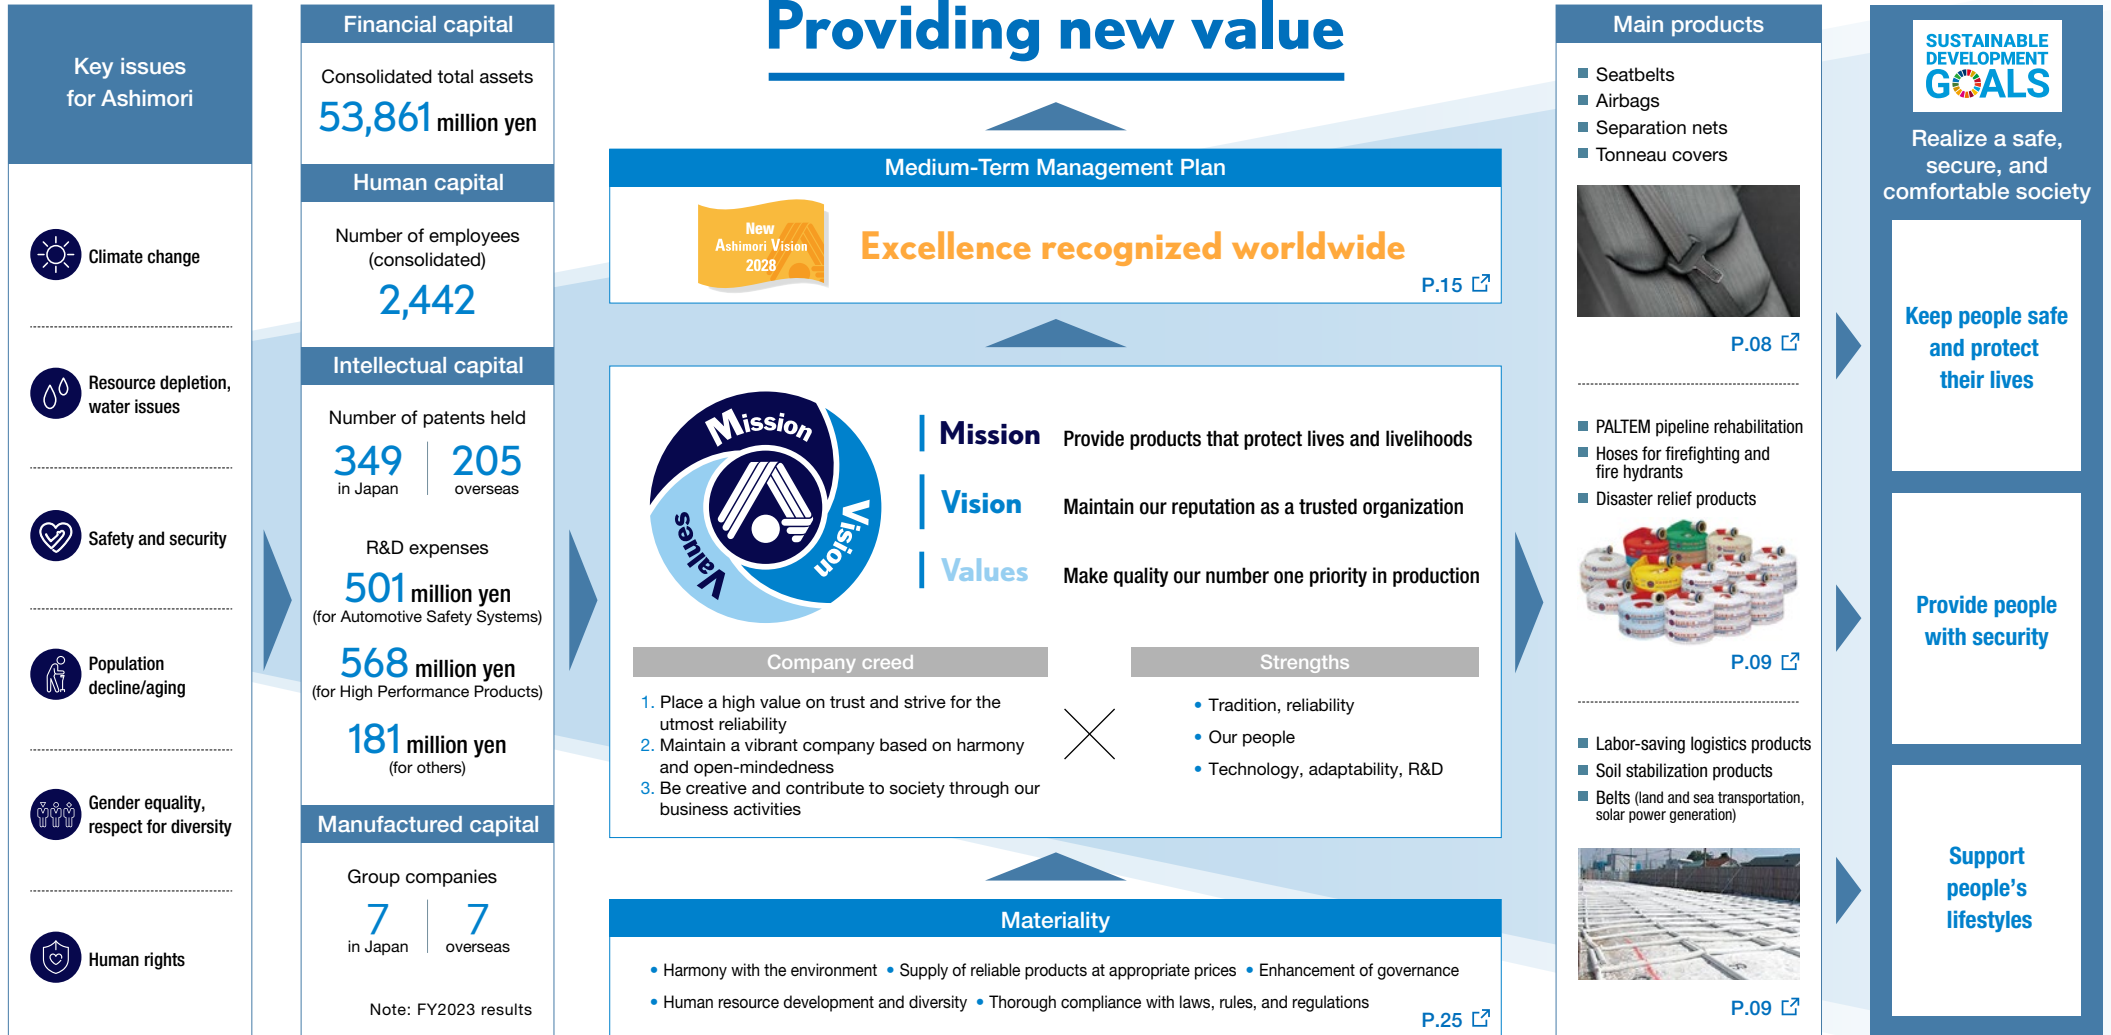 Key issues
for Ashimori
Climate change
Resource depletion,
water issues
Safety and security
Population
decline/aging
Gender equality,
respect for diversity
Human rights
Financial capital
Consolidated total assets
53,861 million yen
Human capital
Number of employees
(consolidated)
2,442
Intellectual capital
Number of patents held
349 205
in Japan overseas
R&D expenses
501 million yen
(for Automotive Safety Systems)
568 million yen
(for High Performance Products)
181 million yen
(for others)
Manufactured capital
Group companies
7 7
in Japan overseas
Note: FY2023 results
Providing new value
Medium-Term Management Plan
New
Ashimori Vision
2028
Excellence recognized worldwide
P.15
Mission
Vision
Values
Mission Provide products that protect lives and livelihoods
Vision Maintain our reputation as a trusted organization
Values Make quality our number one priority in production
Company creed
1. Place a high value on trust and strive for the
utmost reliability
2. Maintain a vibrant company based on harmony
and open-mindedness
3. Be creative and contribute to society through our
business activities
Strengths
• Tradition, reliability
• Our people
• Technology, adaptability, R&D
Materiality
• Harmony with the environment • Supply of reliable products at appropriate prices • Enhancement of governance
• Human resource development and diversity • Thorough compliance with laws, rules, and regulations
P.25
Main products
■ Seatbelts
■ Airbags
■ Separation nets
■ Tonneau covers
P.08
■ PALTEM pipeline rehabilitation
■ Hoses for firefighting and
fire hydrants
■ Disaster relief products
P.09
■ Labor-saving logistics products
■ Soil stabilization products
■ Belts (land and sea transportation,
solar power generation)
P.09
SUSTAINABLE
DEVELOPMENT
GOALS
Realize a safe,
secure, and
comfortable society
Keep people safe
and protect
their lives
Provide people
with security
Support
people's
lifestyles